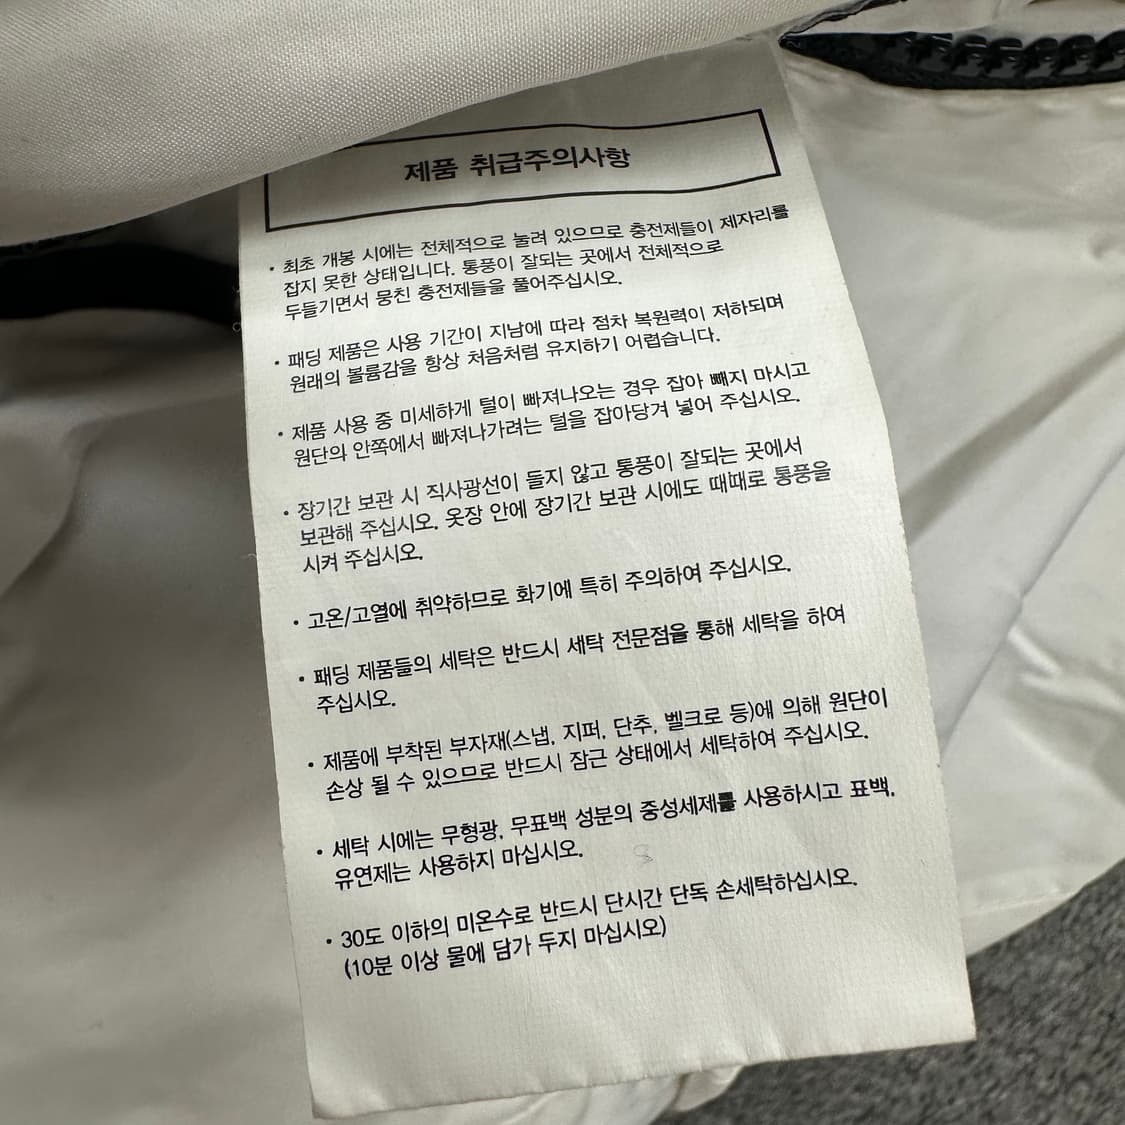 제품 취급주의사항
• 최초 개봉 시에는 전체적으로 눌려 있으므로 충전제들이 제자리를
잡지 못한 상태입니다. 통풍이 잘되는 곳에서 전체적으로
두들기면서 뭉친 충전제들을 풀어주십시오.
• 패딩 제품은 사용 기간이 지남에 따라 점차 복원력이 저하되며
원래의 볼륨감을 항상 처음처럼 유지하기 어렵습니다.
• 제품 사용 중 미세하게 털이 빠져나오는 경우 잡아 빼지 마시고
원단의 안쪽에서 빠져나가려는 털을 잡아당겨 넣어 주십시오.
• 장기간 보관 시 직사광선이 들지 않고 통풍이 잘되는 곳에서
보관해 주십시오. 옷장 안에 장기간 보관 시에도 때때로 통풍을
시켜 주십시오.
• 고온/고열에 취약하므로 화기에 특히 주의하여 주십시오.
• 패딩 제품들의 세탁은 반드시 세탁 전문점을 통해 세탁을 하여
주십시오.
• 제품에 부착된 부자재(스냅, 지퍼, 단추, 벨크로 등)에 의해 원단이
손상 될 수 있으므로 반드시 잠근 상태에서 세탁하여 주십시오.
• 세탁 시에는 무형광, 무표백 성분의 중성세제를 사용하시고 표백,
유연제는 사용하지 마십시오.
• 30도 이하의 미온수로 반드시 단시간 단독 손세탁하십시오.
(10분 이상 물에 담가 두지 마십시오)